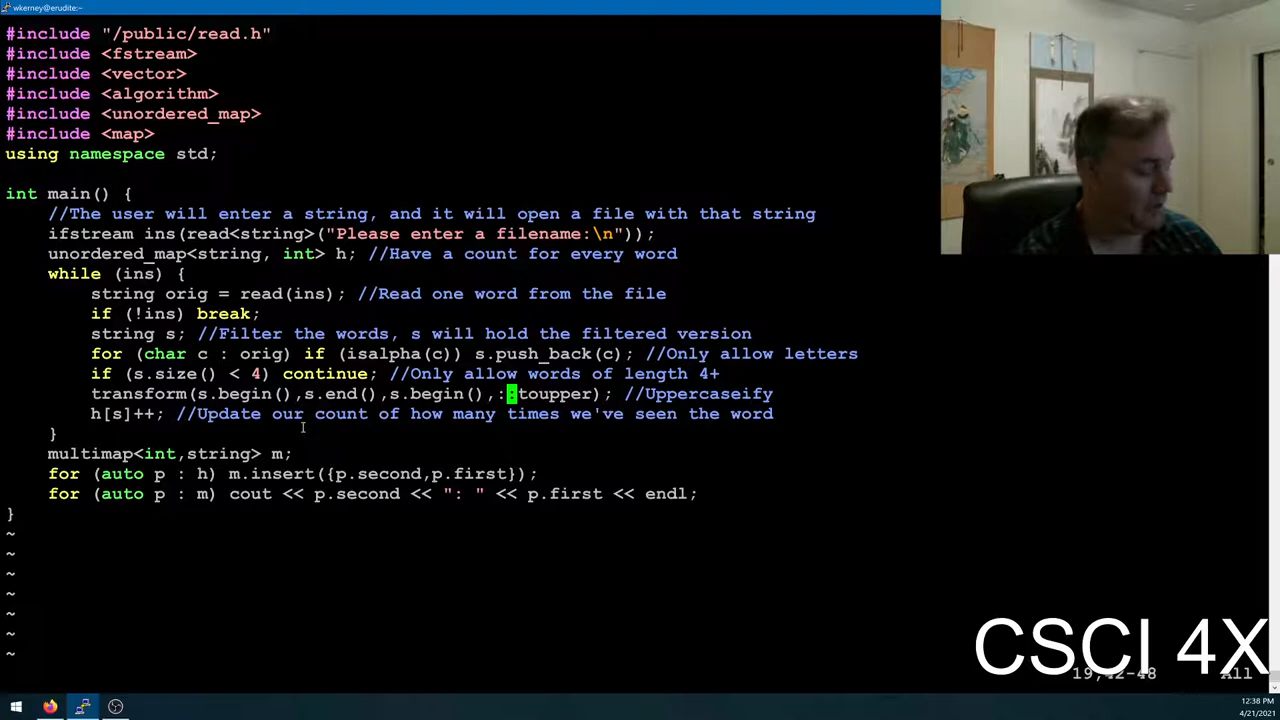 wkerney@erudite:~
#include "/public/read.h"
#include <fstream>
#include <vector>
#include <algorithm>
#include <unordered_map>
#include <map>
using namespace std;
int main() {
//The user will enter a string, and it will open a file with that string
ifstream ins(read<string>("Please enter a filename:\n"));
unordered_map<string, int> h; //Have a count for every word
while (ins) {
string orig = read(ins); //Read one word from the file
if (!ins) break;
string s; //Filter the words, s will hold the filtered version
for (char c : orig) if (isalpha(c)) s.push_back(c); //Only allow letters
if (s.size() < 4) continue; //Only allow words of length 4+
transform(s.begin(),s.end(),s.begin(),::toupper); //Uppercaseify
h[s]++; //Update our count of how many times we've seen the word
}
multimap<int,string> m;
for (auto p : h) m.insert({p.second,p.first});
for (auto p : m) cout << p.second << ": " << p.first << endl;
}
~
~
~
~
~
~
~
CSCI 4X
19,42-48 All
12:38 PM
4/21/2021